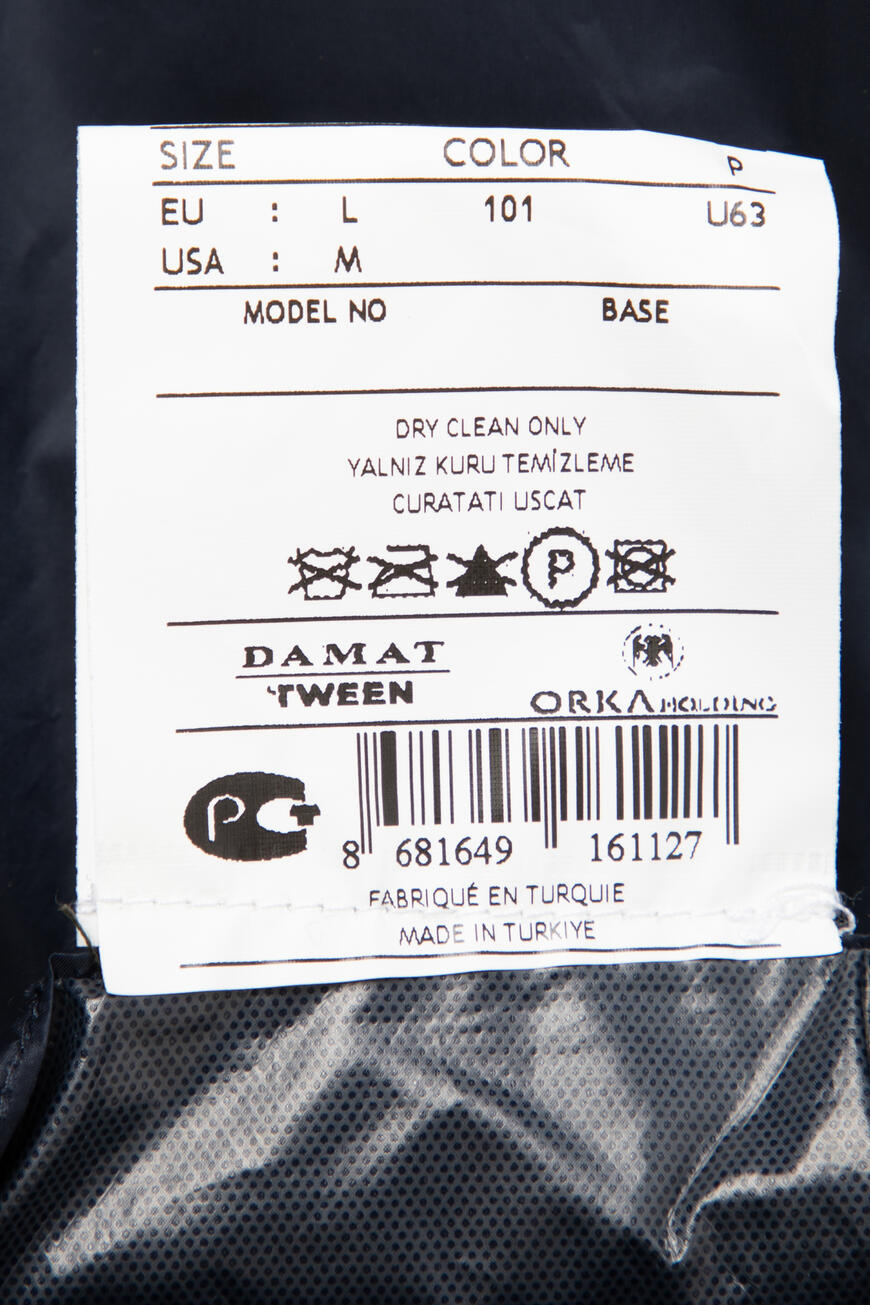 SIZE COLOR P
EU : L 101 U63
USA : M
MODEL NO BASE
DRY CLEAN ONLY
YALNIZ KURU TEMİZLEME
CURATATI USCAT
P
DAMAT ORKA HOLDING
'TWEEN
8 681649 161127
FABRIQUÉ EN TURQUIE
MADE IN TURKIYE